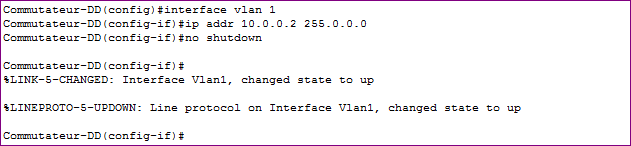 Commutateur-DD(config)#interface vlan 1
Commutateur-DD(config-if)#ip addr 10.0.0.2 255.0.0.0
Commutateur-DD(config-if)#no shutdown
Commutateur-DD(config-if)#
%LINK-5-CHANGED: Interface Vlan1, changed state to up
%LINEPROTO-5-UPDOWN: Line protocol on Interface Vlan1, changed state to up
Commutateur-DD(config-if)#